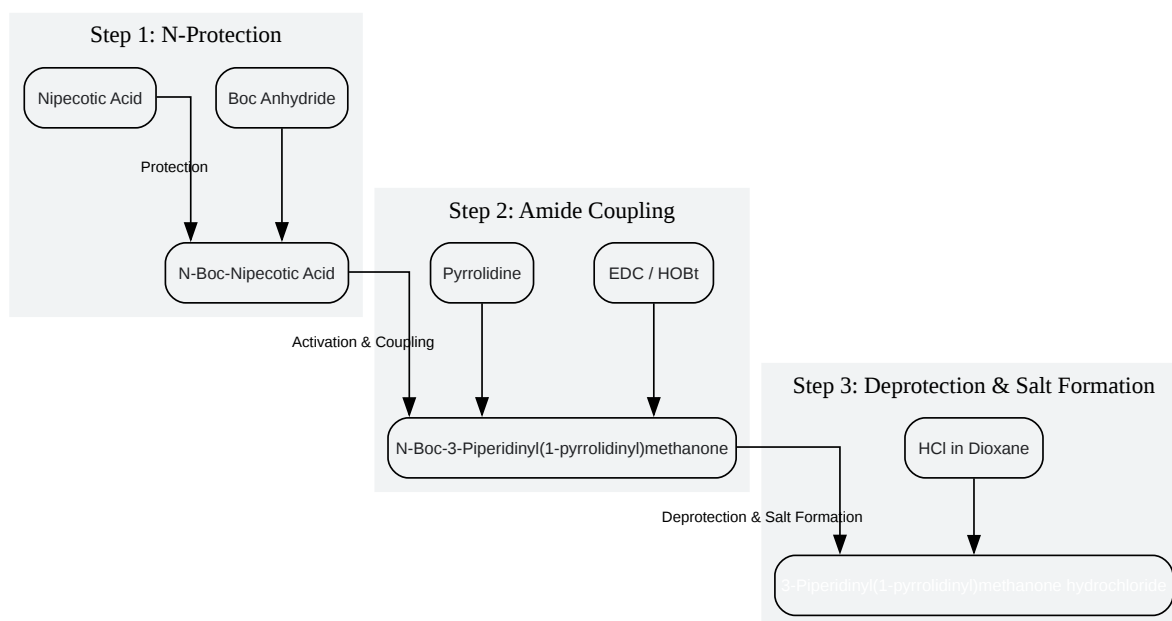 Step 1: N-Protection
Nipecotic Acid
Boc Anhydride
Protection
N-Boc-Nipecotic Acid
Step 2: Amide Coupling
Pyrrolidine
EDC / HOBt
Activation & Coupling
N-Boc-3-Piperidinyl(1-pyrrolidinyl)methanone
Step 3: Deprotection & Salt Formation
HCl in Dioxane
Deprotection & Salt Formation
3-Piperidinyl(1-pyrrolidinyl)methanone hydrochloride